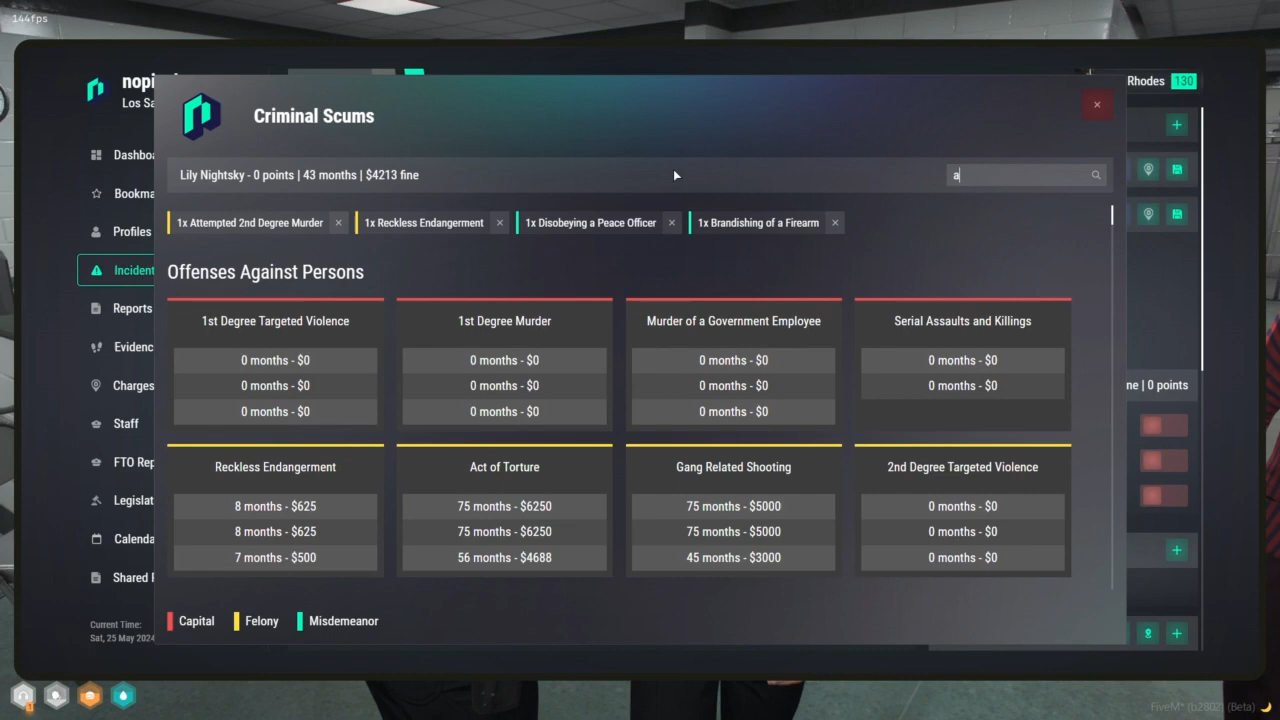 144fps
nopi
Los Sa
Dashboa
Bookma
Profiles
Incident
Reports
Evidenc
Charges
Staff
FTO Rep
Legislat
Calenda
Shared F
Current Time:
Sat, 25 May 2024
Criminal Scums
×
Lily Nightsky - 0 points | 43 months | $4213 fine
a
1x Attempted 2nd Degree Murder × 1x Reckless Endangerment × 1x Disobeying a Peace Officer × 1x Brandishing of a Firearm ×
Offenses Against Persons
1st Degree Targeted Violence
0 months - $0
0 months - $0
0 months - $0
1st Degree Murder
0 months - $0
0 months - $0
0 months - $0
Murder of a Government Employee
0 months - $0
0 months - $0
0 months - $0
Serial Assaults and Killings
0 months - $0
0 months - $0
Reckless Endangerment
8 months - $625
8 months - $625
7 months - $500
Act of Torture
75 months - $6250
75 months - $6250
56 months - $4688
Gang Related Shooting
75 months - $5000
75 months - $5000
45 months - $3000
2nd Degree Targeted Violence
0 months - $0
0 months - $0
0 months - $0
Capital Felony Misdemeanor
Rhodes 130
ne | 0 points
FiveM* (b2802) (Beta)